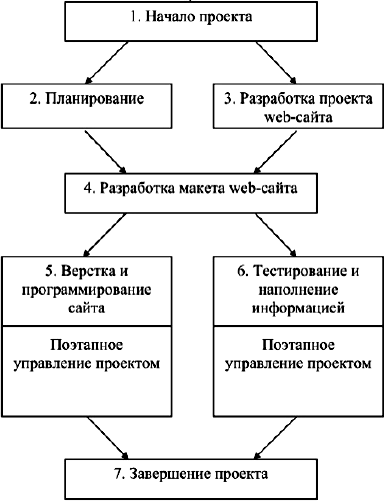 1. Начало проекта
2. Планирование
3. Разработка проекта
web-сайта
4. Разработка макета web-сайта
5. Верстка и
программирование
сайта
Поэтапное
управление проектом
6. Тестирование и
наполнение
информацией
Поэтапное
управление проектом
7. Завершение проекта